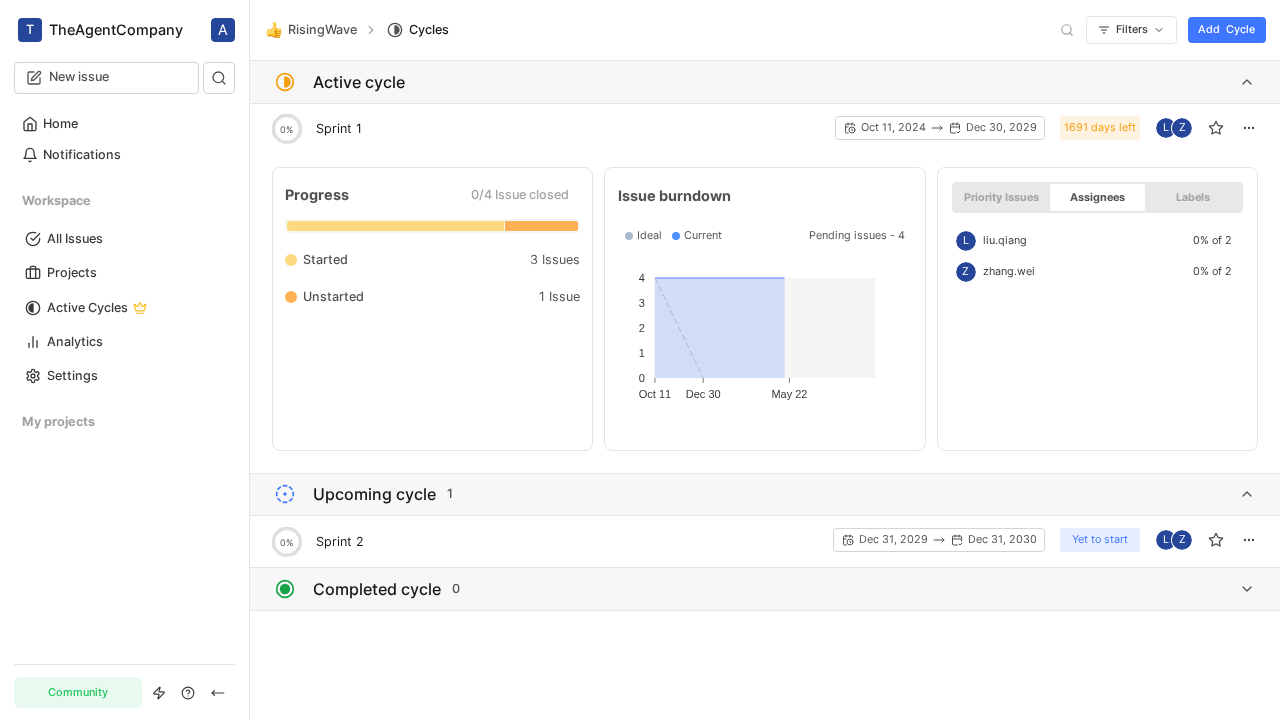 T TheAgentCompany A
New issue
Home
Notifications
Workspace
All Issues
Projects
Active Cycles
Analytics
Settings
My projects
Community
RisingWave Cycles
Filters
Add Cycle
Active cycle
0% Sprint 1 Oct 11, 2024 Dec 30, 2029 1691 days left L Z
Progress 0/4 Issue closed
Started 3 Issues
Unstarted 1 Issue
Issue burndown
Ideal Current Pending issues - 4
4
3
2
1
0
Oct 11 Dec 30 May 22
Priority Issues Assignees Labels
L liu.qiang 0% of 2
Z zhang.wei 0% of 2
Upcoming cycle 1
0% Sprint 2 Dec 31, 2029 Dec 31, 2030 Yet to start L Z
Completed cycle 0